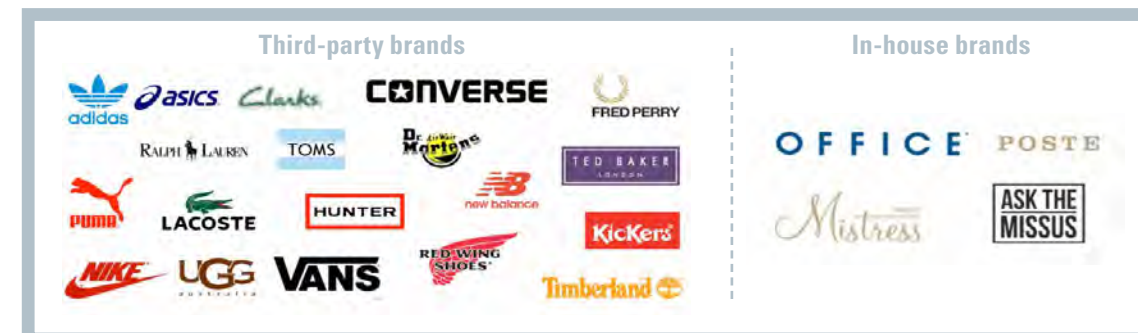 Third-party brands
In-house brands
adidas
asics
Clarks
CONVERSE
FRED PERRY
RALPH LAUREN
TOMS
Dr. Martens
TED BAKER
LONDON
PUMA
LACOSTE
HUNTER
new balance
KicKers
NIKE
UGG
australia
VANS
RED WING
SHOES
Timberland
OFFICE
POSTE
Mistress
ASK THE
MISSUS